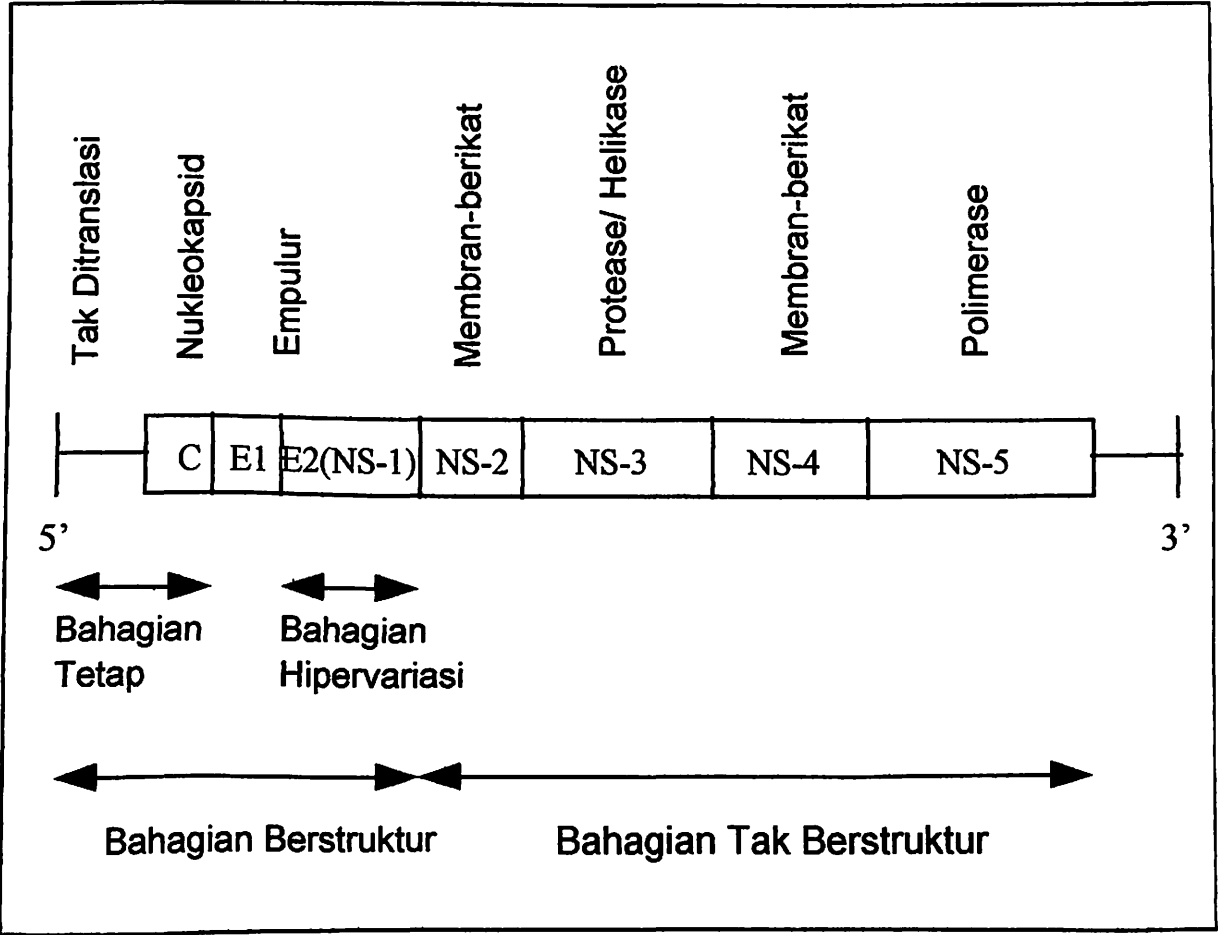 Tak Ditranslasi
Nukleokapsid
Empulur
Membran-berikat
Protease/ Helikase
Membran-berikat
Polimerase
C E1 E2(NS-1) NS-2 NS-3 NS-4 NS-5
5’ 3’
Bahagian
Tetap
Bahagian
Hipervariasi
Bahagian Berstruktur
Bahagian Tak Berstruktur